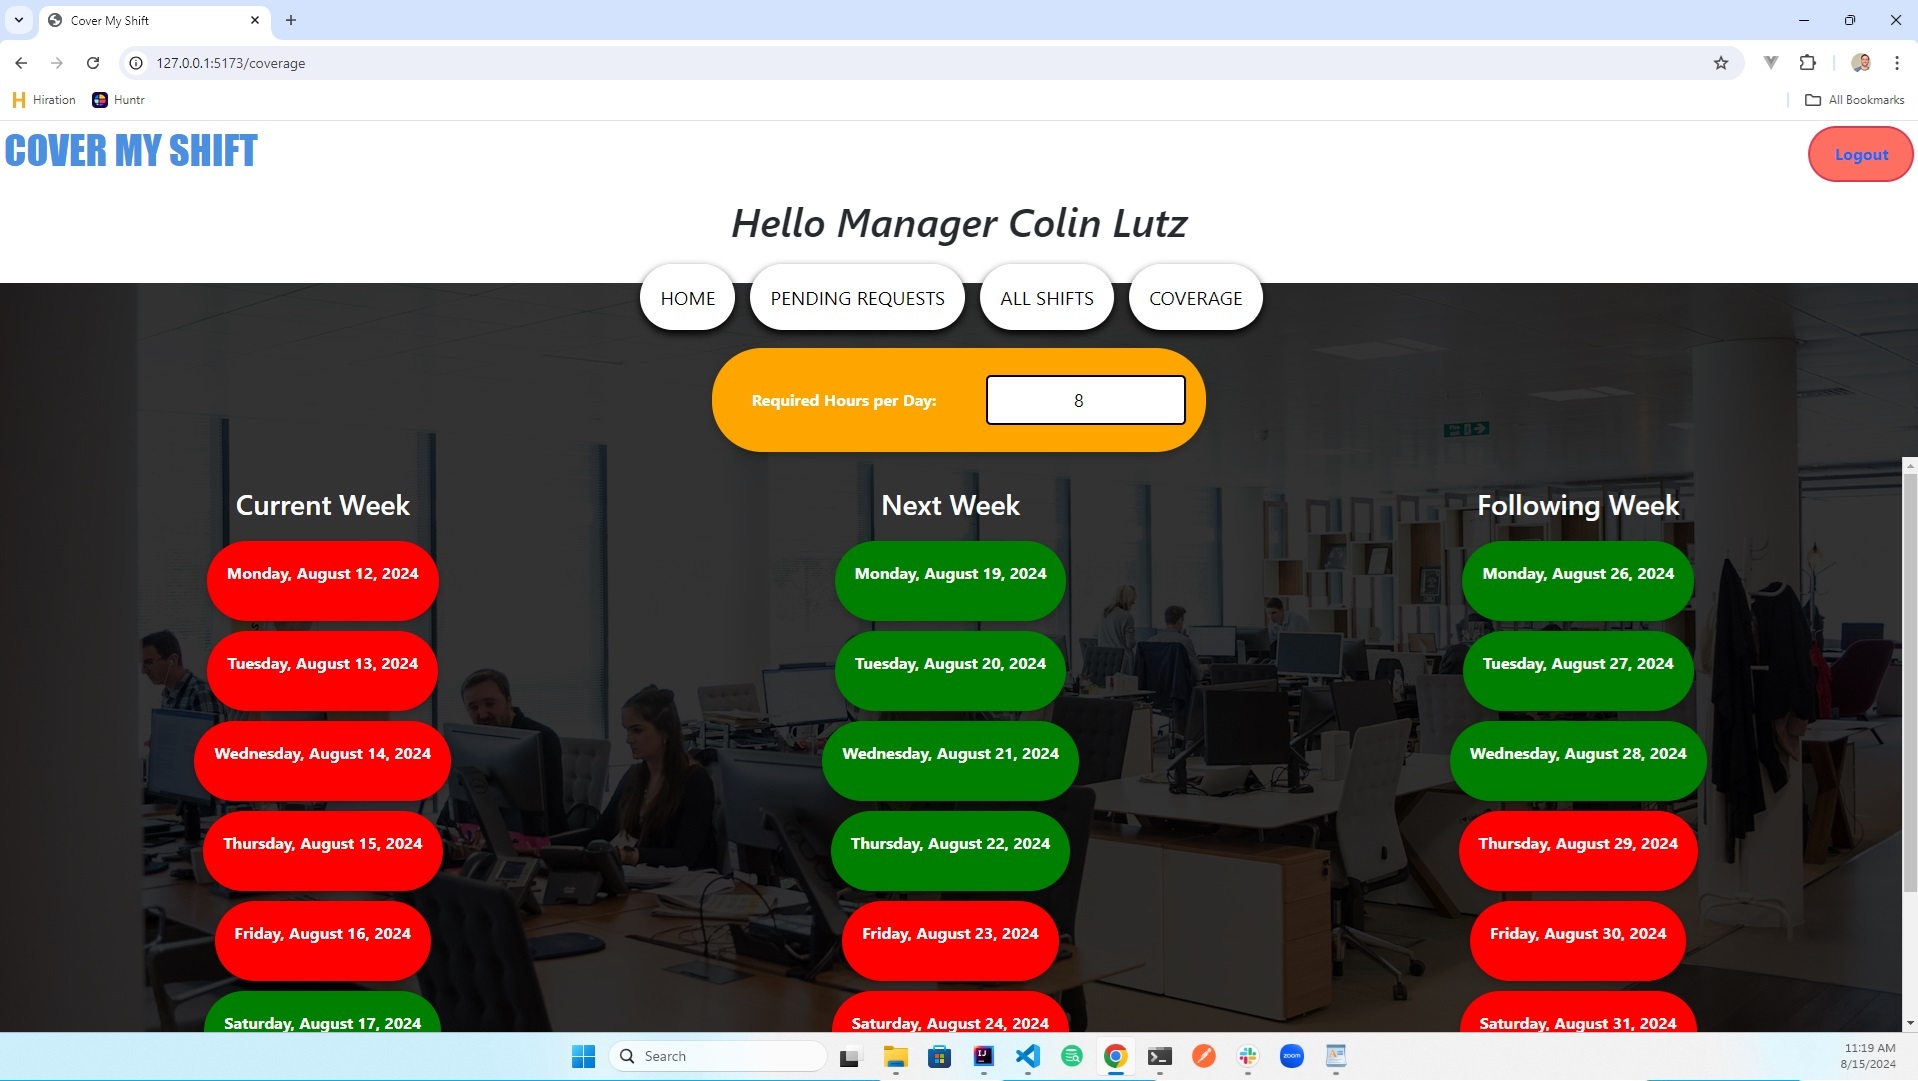 Cover My Shift
127.0.0.1:5173/coverage
Hiration
Huntr
All Bookmarks
COVER MY SHIFT
Logout
Hello Manager Colin Lutz
HOME
PENDING REQUESTS
ALL SHIFTS
COVERAGE
Required Hours per Day:
8
Current Week
Monday, August 12, 2024
Tuesday, August 13, 2024
Wednesday, August 14, 2024
Thursday, August 15, 2024
Friday, August 16, 2024
Saturday, August 17, 2024
Next Week
Monday, August 19, 2024
Tuesday, August 20, 2024
Wednesday, August 21, 2024
Thursday, August 22, 2024
Friday, August 23, 2024
Saturday, August 24, 2024
Following Week
Monday, August 26, 2024
Tuesday, August 27, 2024
Wednesday, August 28, 2024
Thursday, August 29, 2024
Friday, August 30, 2024
Saturday, August 31, 2024
Search
zoom
11:19 AM
8/15/2024